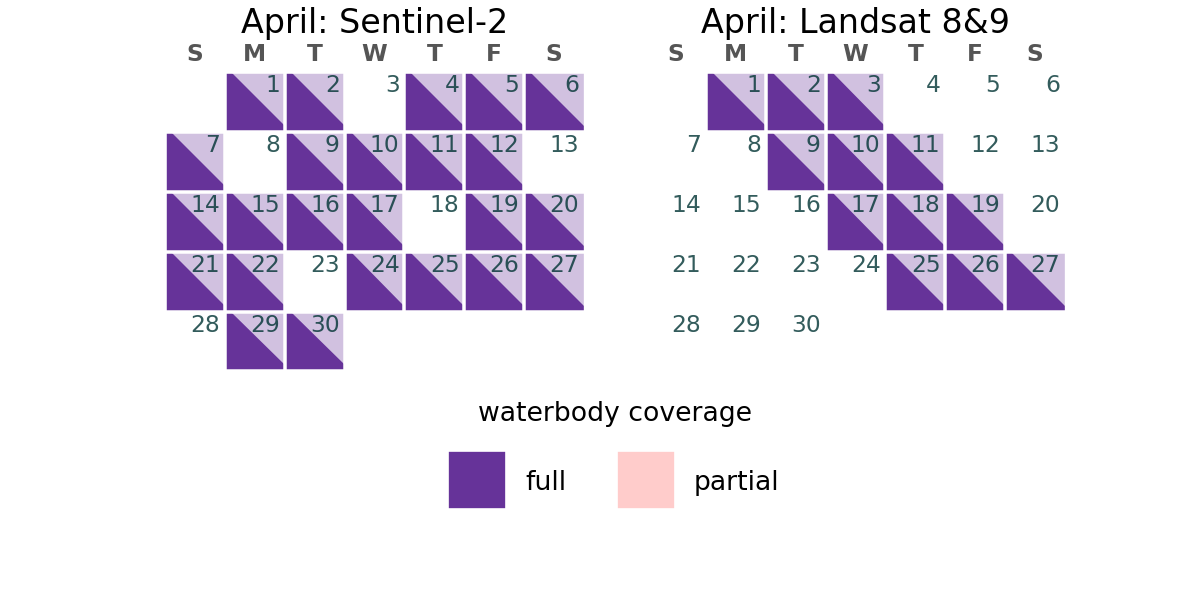 April: Sentinel-2
S M T W T F S
1 2 3 4 5 6
7 8 9 10 11 12 13
14 15 16 17 18 19 20
21 22 23 24 25 26 27
28 29 30
April: Landsat 8&9
S M T W T F S
1 2 3 4 5 6
7 8 9 10 11 12 13
14 15 16 17 18 19 20
21 22 23 24 25 26 27
28 29 30
waterbody coverage
full partial